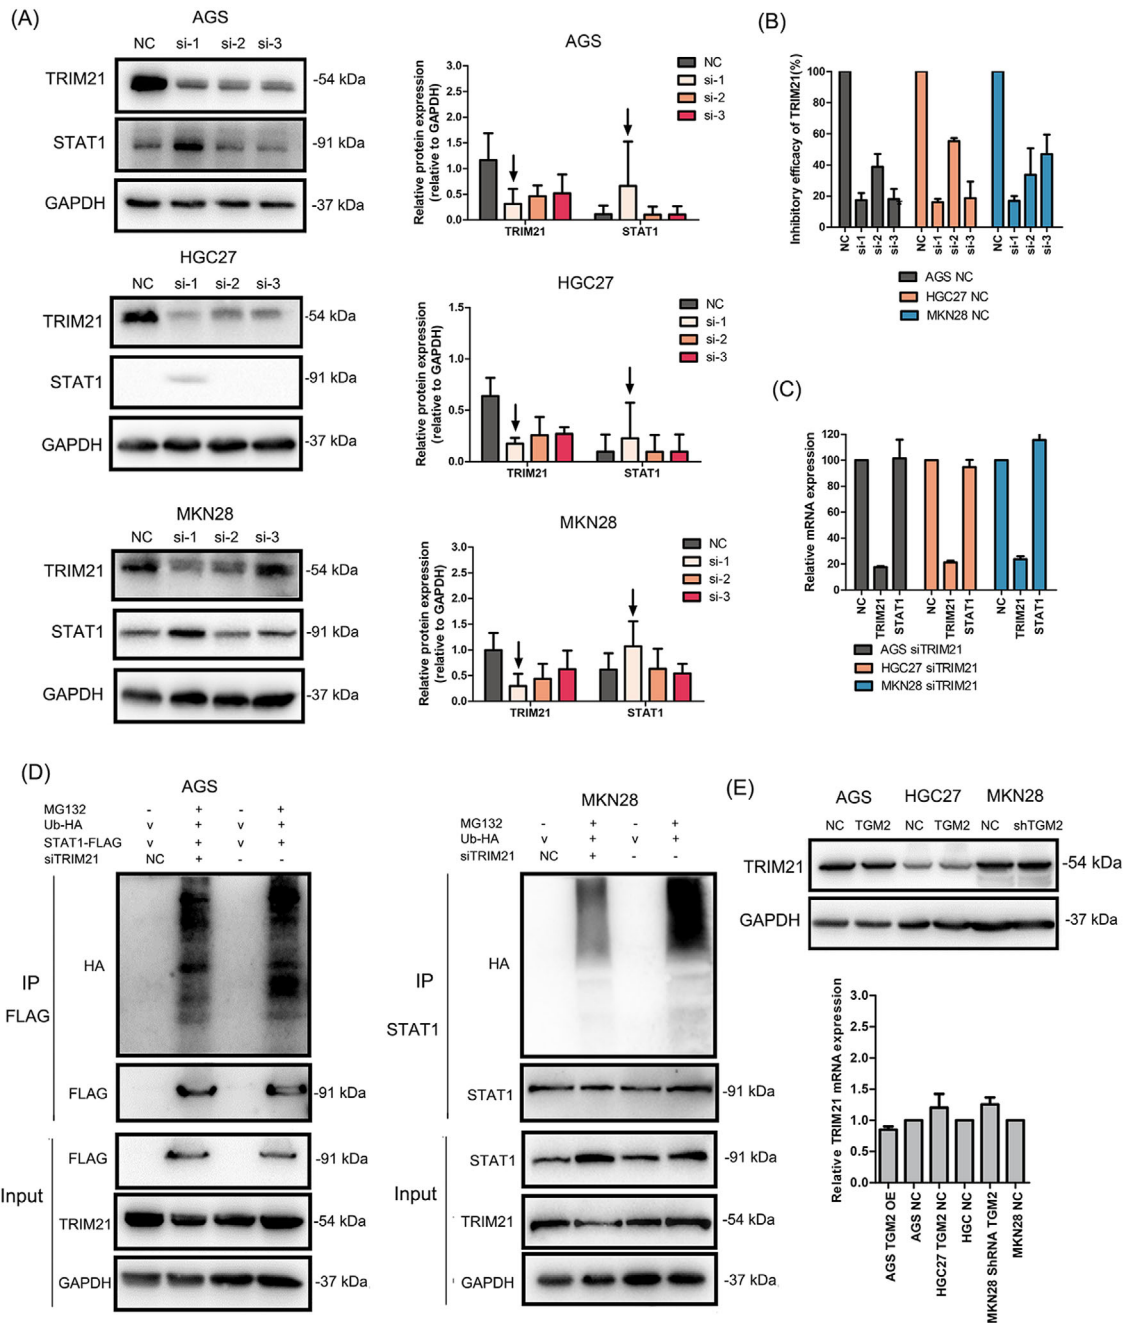 (A)
AGS
NC si-1 si-2 si-3
TRIM21 -54 kDa
STAT1 -91 kDa
GAPDH -37 kDa
AGS
Relative protein expression
(relative to GAPDH)
3.0
2.5
2.0
1.5
1.0
0.5
0.0
TRIM21 STAT1
NC
si-1
si-2
si-3
HGC27
NC si-1 si-2 si-3
TRIM21 -54 kDa
STAT1 -91 kDa
GAPDH -37 kDa
HGC27
Relative protein expression
(relative to GAPDH)
1.5
1.0
0.5
0.0
TRIM21 STAT1
NC
si-1
si-2
si-3
MKN28
NC si-1 si-2 si-3
TRIM21 -54 kDa
STAT1 -91 kDa
GAPDH -37 kDa
MKN28
Relative protein expression
(relative to GAPDH)
3.0
2.5
2.0
1.5
1.0
0.5
0.0
TRIM21 STAT1
NC
si-1
si-2
si-3
(B)
Inhibitory efficacy of TRIM21(%)
100
80
60
40
20
0
NC si-1 si-2 si-3 NC si-1 si-2 si-3 NC si-1 si-2 si-3
AGS NC
HGC27 NC
MKN28 NC
(C)
Relative mRNA expression
120
100
80
60
40
20
0
NC TRIM21 STAT1 NC TRIM21 STAT1 NC TRIM21 STAT1
AGS siTRIM21
HGC27 siTRIM21
MKN28 siTRIM21
(D)
AGS
MG132 - + - +
Ub-HA v + v +
STAT1-FLAG v + v +
siTRIM21 NC + - -
IP
FLAG
HA
FLAG -91 kDa
Input
FLAG -91 kDa
TRIM21 -54 kDa
GAPDH -37 kDa
MKN28
MG132 - + - +
Ub-HA v + v +
siTRIM21 NC + - -
IP
STAT1
HA
STAT1 -91 kDa
Input
STAT1 -91 kDa
TRIM21 -54 kDa
GAPDH -37 kDa
(E)
AGS HGC27 MKN28
NC TGM2 NC TGM2 NC shTGM2
TRIM21 -54 kDa
GAPDH -37 kDa
Relative TRIM21 mRNA expression
3.0
2.5
2.0
1.5
1.0
0.5
0.0
AGS TGM2 OE
AGS NC
HGC27 TGM2 NC
HGC NC
MKN28 ShRNA TGM2
MKN28 NC